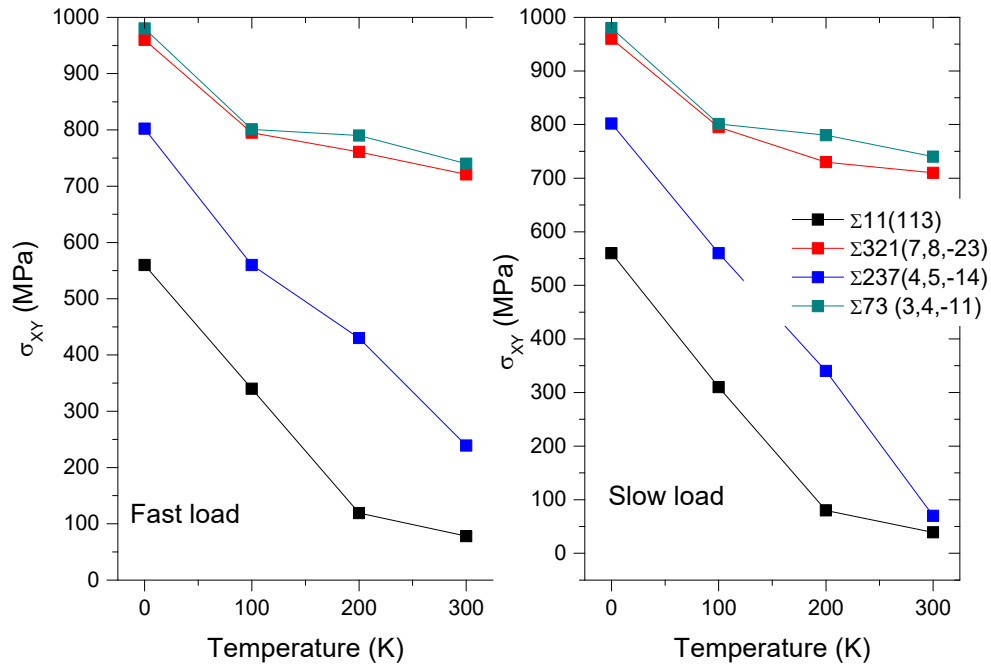 1000
900
800
700
600
500
400
300
200
100
0
σXY (MPa)
Fast load
0 100 200 300
Temperature (K)
1000
900
800
700
600
500
400
300
200
100
0
σXY (MPa)
Σ11(113)
Σ321(7,8,-23)
Σ237(4,5,-14)
Σ73 (3,4,-11)
Slow load
0 100 200 300
Temperature (K)